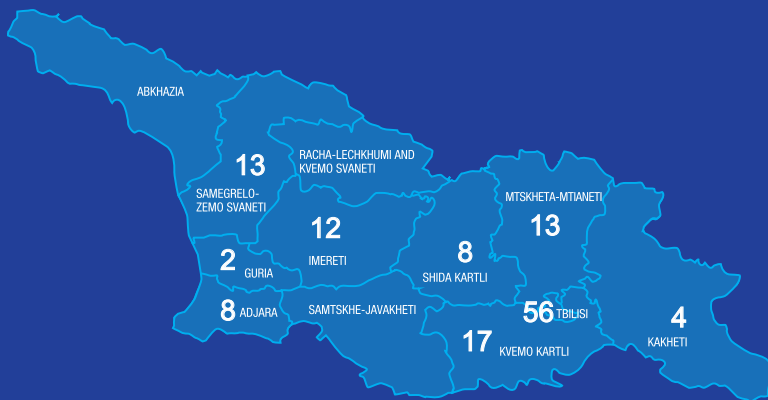 ABKHAZIA
13
SAMEGRELO-
ZEMO SVANETI
RACHA-LECHKHUMI AND
KVEMO SVANETI
12
IMERETI
2
GURIA
8 ADJARA
SAMTSKHE-JAVAKHETI
8
SHIDA KARTLI
MTSKHETA-MTIANETI
13
56 TBILISI
17
KVEMO KARTLI
4
KAKHETI